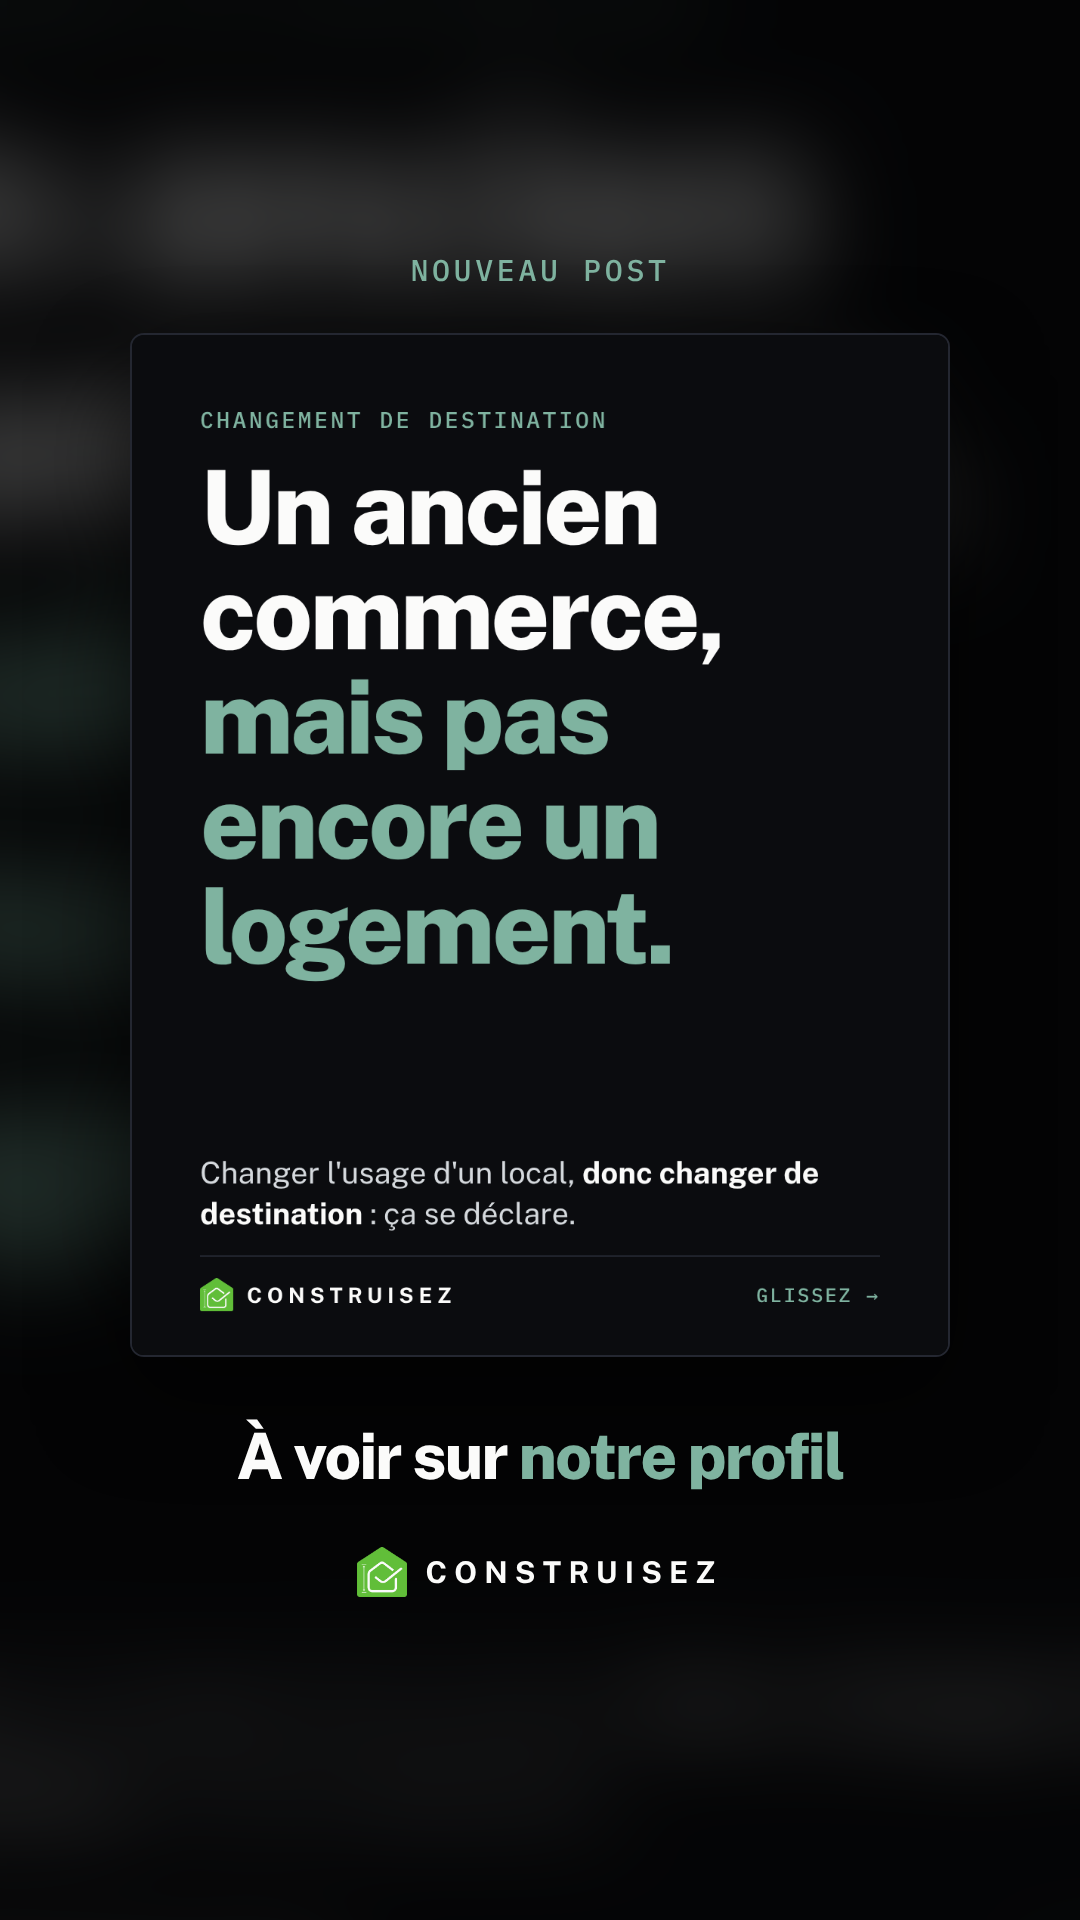 NOUVEAU POST
CHANGEMENT DE DESTINATION
Un ancien
commerce,
mais pas
encore un
logement.
Changer l'usage d'un local, donc changer de
destination : ça se déclare.
CONSTRUISEZ
GLISSEZ →
À voir sur notre profil
CONSTRUISEZ